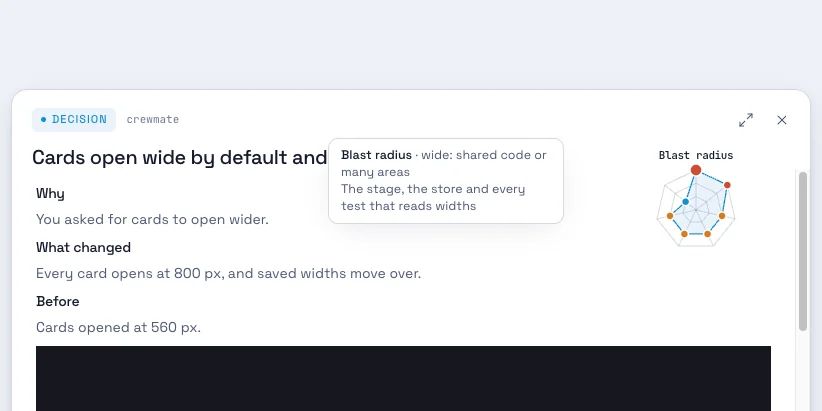 DECISION crewmate
Cards open wide by default and
Blast radius · wide: shared code or
many areas
The stage, the store and every
test that reads widths
Blast radius
Why
You asked for cards to open wider.
What changed
Every card opens at 800 px, and saved widths move over.
Before
Cards opened at 560 px.